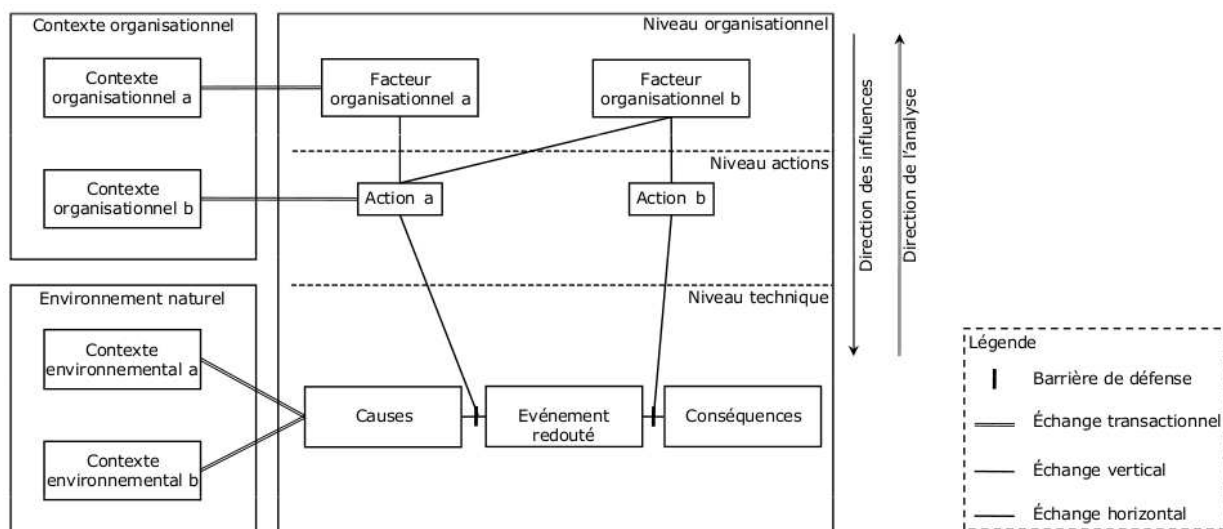 Contexte organisationnel
Contexte
organisationnel a
Contexte
organisationnel b
Environnement naturel
Contexte
environnemental a
Contexte
environnemental b
Niveau organisationnel
Facteur
organisationnel a
Facteur
organisationnel b
Niveau actions
Action a
Action b
Niveau technique
Causes
Evénement
redouté
Conséquences
Direction des influences
Direction de l'analyse
Légende
Barrière de défense
Échange transactionnel
Échange vertical
Échange horizontal